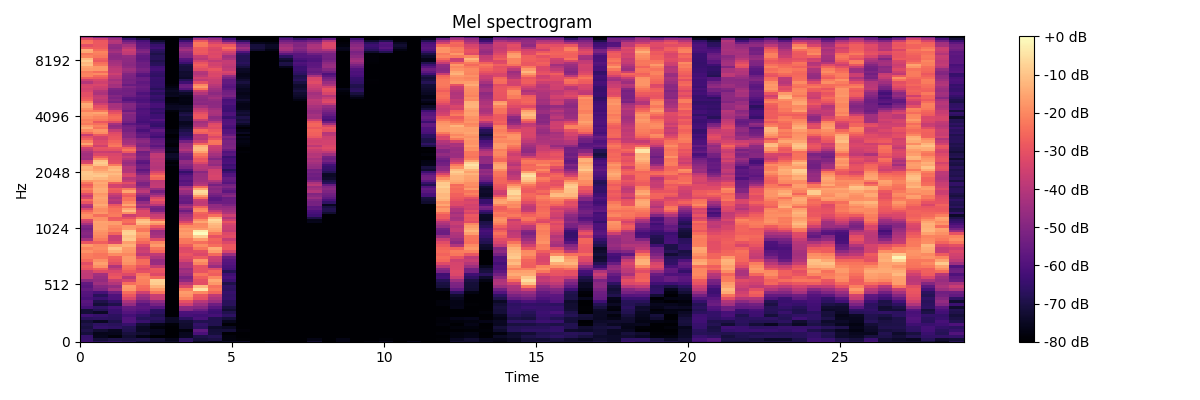 Mel spectrogram
Hz
8192
4096
2048
1024
512
0
0 5 10 15 20 25
Time
+0 dB
-10 dB
-20 dB
-30 dB
-40 dB
-50 dB
-60 dB
-70 dB
-80 dB